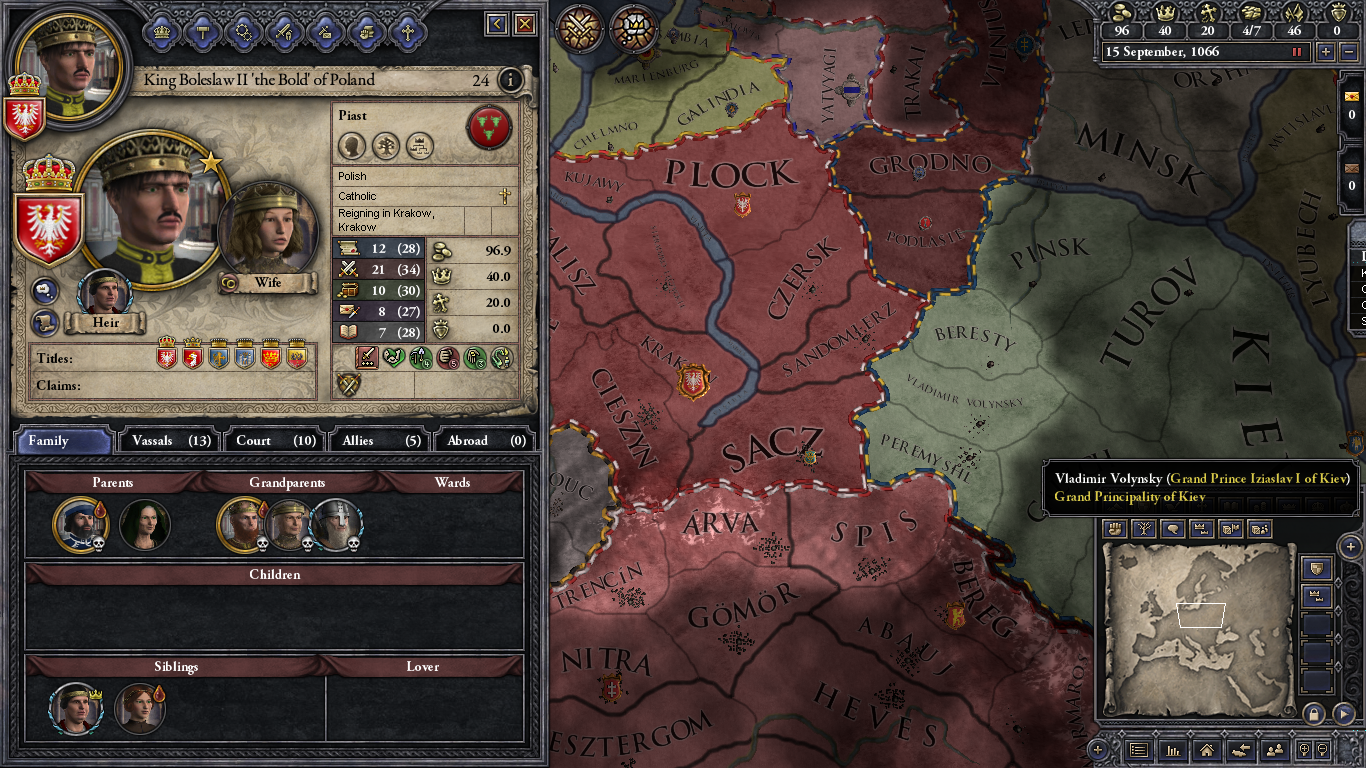 King Boleslaw II 'the Bold' of Poland 24
Piast
Polish
Catholic
Reigning in Krakow,
Krakow
12 (28) 96.9
21 (34) 40.0
10 (30) 20.0
8 (27) 0.0
7 (28)
Wife
Heir
Titles:
Claims:
4 5 3
Family
Vassals (13)
Court (10)
Allies (5)
Abroad (0)
Parents
Grandparents
Wards
Children
Siblings
Lover
96 40 20 4/7 46 0
15 September, 1066
0
0
MARIENBURG
GALINDIA
CHELMNO
YATVYAGI
TRAKAI
ORSHA
MINSK
LYUBECH
KUJAWY
PLOCK
GRODNO
PODLASIE
PINSK
TUROV
CZERSK
BERESTY
SANDOMIERZ
VLADIMIR VOLYNSKY
KRAKOW
CIESZYN
SACZ
PEREMYSHL
Vladimir Volynsky (Grand Prince Iziaslav I of Kiev)
Grand Principality of Kiev
ARVA
SPIS
TRENCIN
BEREG
GÖMÖR
ABAUJ
NITRA
HEVES
ESZTERGOM